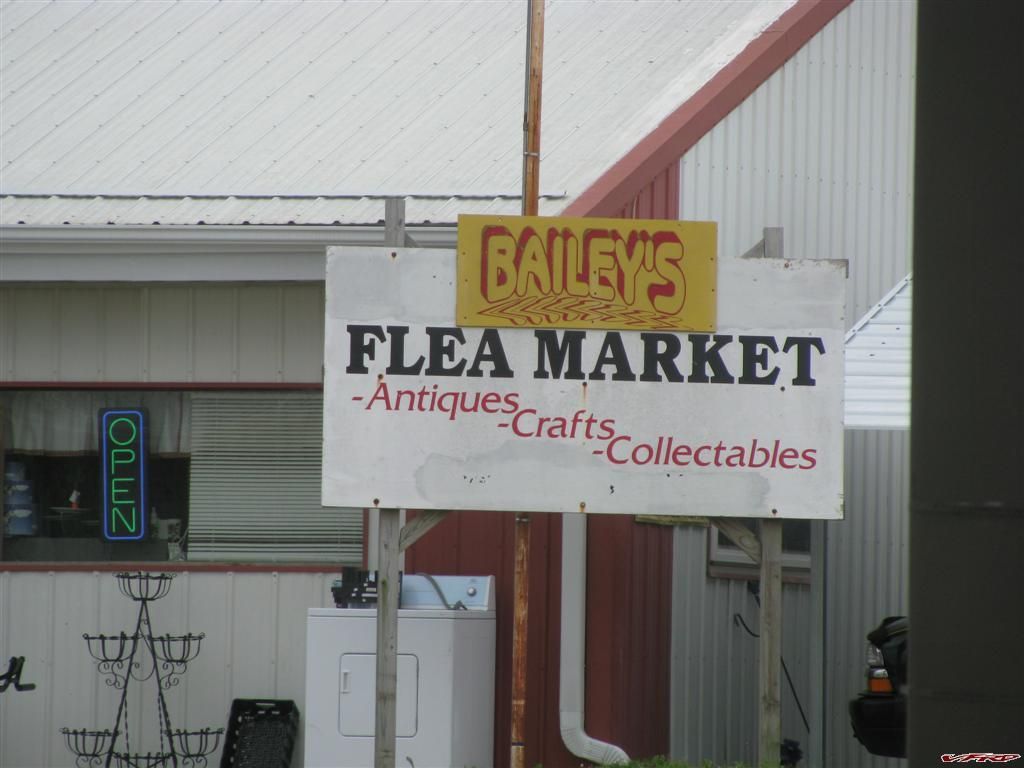 BAILEY'S
FLEA MARKET
-Antiques
-Crafts
-Collectables
OPEN